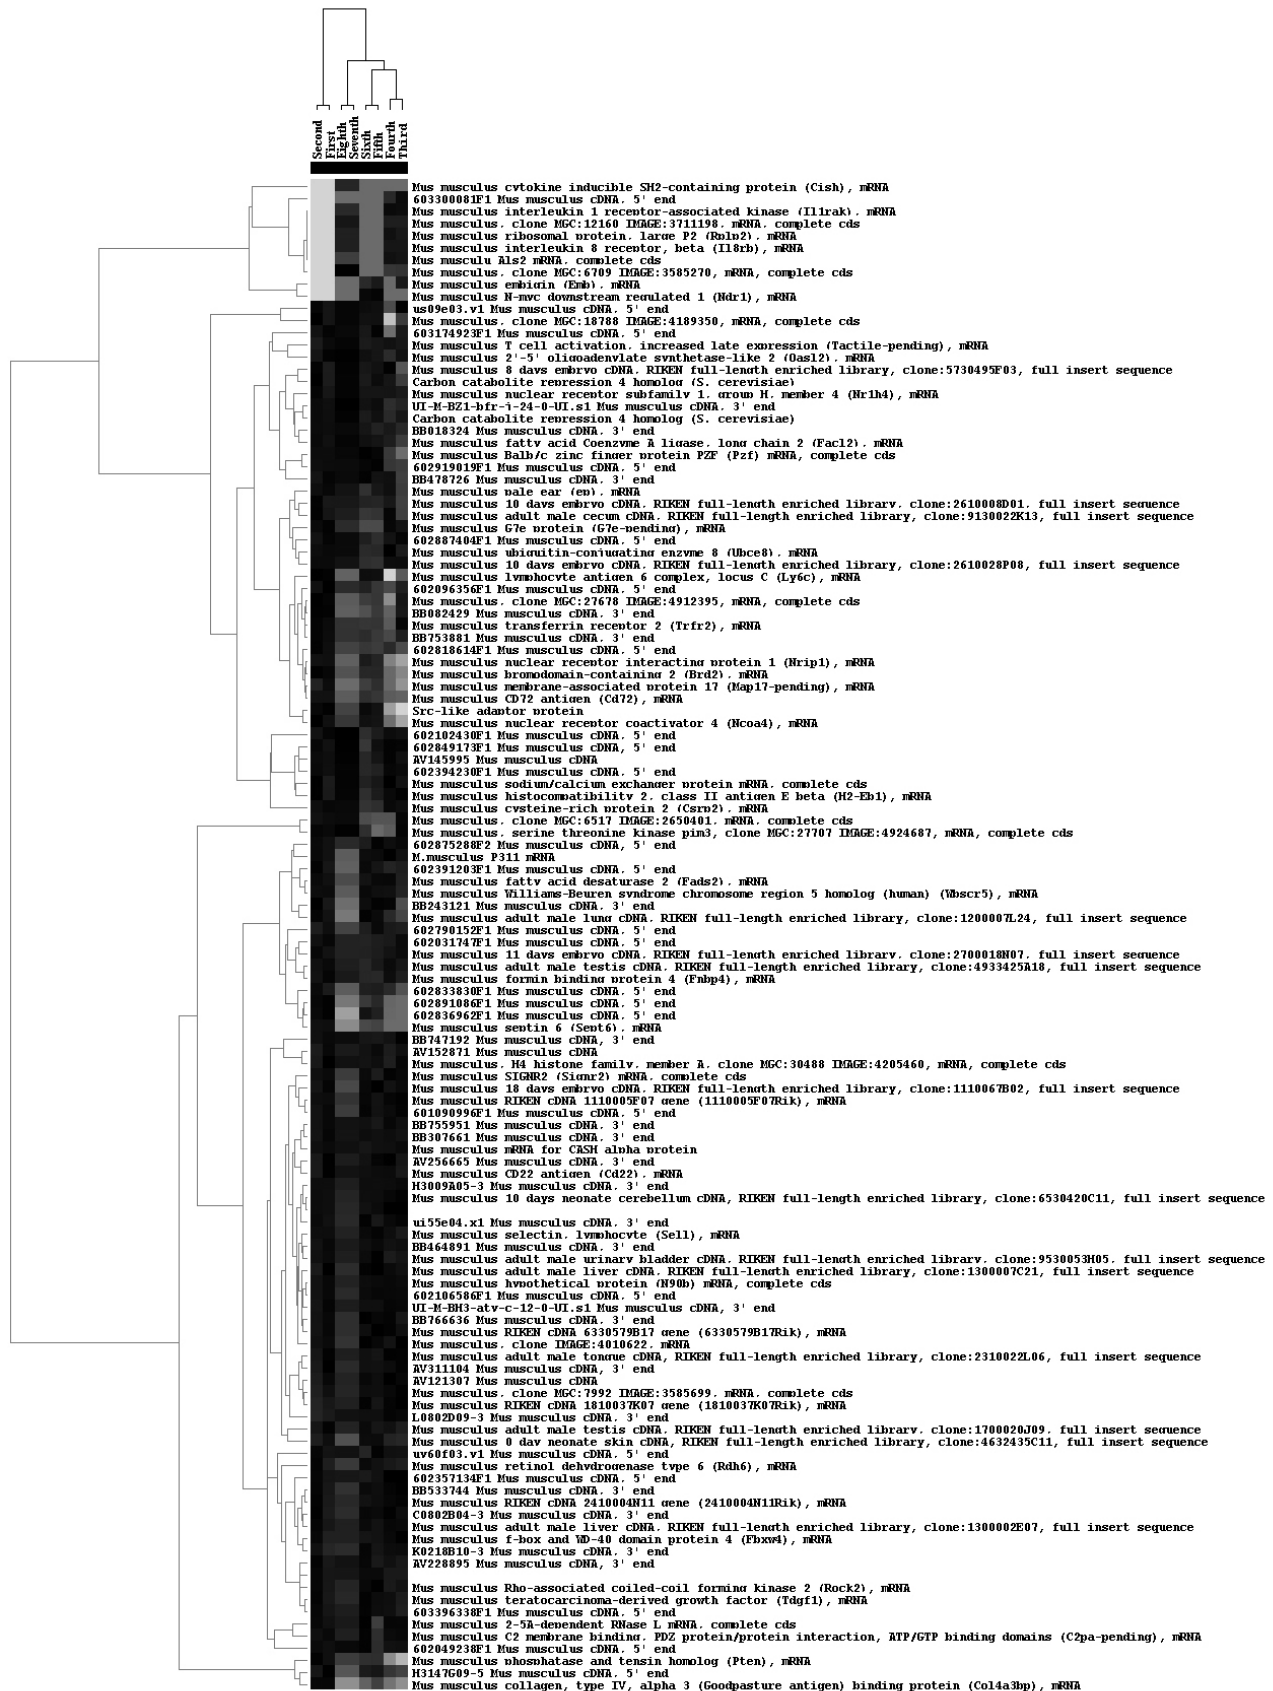 Second
First
Eighth
Seventh
Sixth
Fifth
Fourth
Third
Mus musculus cytokine inducible SH2-containing protein (Cish), mRNA
603300081F1 Mus musculus cDNA, 5' end
Mus musculus interleukin 1 receptor-associated kinase (Il1rak), mRNA
Mus musculus, clone MGC:12160 IMAGE:3711198, mRNA, complete cds
Mus musculus ribosomal protein, large P2 (Rplp2), mRNA
Mus musculus interleukin 8 receptor, beta (Il8rb), mRNA
Mus musculu Als2 mRNA, complete cds
Mus musculus, clone MGC:6709 IMAGE:3585270, mRNA, complete cds
Mus musculus embigin (Emb), mRNA
Mus musculus N-myc downstream regulated 1 (Ndr1), mRNA
us09e03.y1 Mus musculus cDNA, 5' end
Mus musculus, clone MGC:18788 IMAGE:4189350, mRNA, complete cds
603174923F1 Mus musculus cDNA, 5' end
Mus musculus T cell activation, increased late expression (Tactile-pending), mRNA
Mus musculus 2'-5' oligoadenylate synthetase-like 2 (Oasl2), mRNA
Mus musculus 8 days embryo cDNA, RIKEN full-length enriched library, clone:5730495F03, full insert sequence
Carbon catabolite repression 4 homolog (S. cerevisiae)
Mus musculus nuclear receptor subfamily 1, group H, member 4 (Nr1h4), mRNA
UI-M-BZ1-bfr-i-24-0-UI.s1 Mus musculus cDNA, 3' end
Carbon catabolite repression 4 homolog (S. cerevisiae)
BB018324 Mus musculus cDNA, 3' end
Mus musculus fatty acid Coenzyme A ligase, long chain 2 (Facl2), mRNA
Mus musculus Balb/c zinc finger protein PZF (Pzf) mRNA, complete cds
602919019F1 Mus musculus cDNA, 5' end
BB478726 Mus musculus cDNA, 3' end
Mus musculus pale ear (ep), mRNA
Mus musculus 10 days embryo cDNA, RIKEN full-length enriched library, clone:2610008D01, full insert sequence
Mus musculus adult male cecum cDNA, RIKEN full-length enriched library, clone:9130022K13, full insert sequence
Mus musculus G7e protein (G7e-pending), mRNA
602887404F1 Mus musculus cDNA, 5' end
Mus musculus ubiquitin-conjugating enzyme 8 (Ubce8), mRNA
Mus musculus 10 days embryo cDNA, RIKEN full-length enriched library, clone:2610028P08, full insert sequence
Mus musculus lymphocyte antigen 6 complex, locus C (Ly6c), mRNA
602096356F1 Mus musculus cDNA, 5' end
Mus musculus, clone MGC:27678 IMAGE:4912395, mRNA, complete cds
BB082429 Mus musculus cDNA, 3' end
Mus musculus transferrin receptor 2 (Trfr2), mRNA
BB753881 Mus musculus cDNA, 3' end
602818614F1 Mus musculus cDNA, 5' end
Mus musculus nuclear receptor interacting protein 1 (Nrip1), mRNA
Mus musculus bromodomain-containing 2 (Brd2), mRNA
Mus musculus membrane-associated protein 17 (Map17-pending), mRNA
Mus musculus CD72 antigen (Cd72), mRNA
Src-like adaptor protein
Mus musculus nuclear receptor coactivator 4 (Ncoa4), mRNA
602102430F1 Mus musculus cDNA, 5' end
602849173F1 Mus musculus cDNA, 5' end
AV145995 Mus musculus cDNA
602394230F1 Mus musculus cDNA, 5' end
Mus musculus sodium/calcium exchanger protein mRNA, complete cds
Mus musculus histocompatibility 2, class II antigen E beta (H2-Eb1), mRNA
Mus musculus cysteine-rich protein 2 (Csrp2), mRNA
Mus musculus, clone MGC:6517 IMAGE:2650401, mRNA, complete cds
Mus musculus, serine threonine kinase pim3, clone MGC:27707 IMAGE:4924687, mRNA, complete cds
602875288F2 Mus musculus cDNA, 5' end
M.musculus P311 mRNA
602391203F1 Mus musculus cDNA, 5' end
Mus musculus fatty acid desaturase 2 (Fads2), mRNA
Mus musculus Williams-Beuren syndrome chromosome region 5 homolog (human) (Wbscr5), mRNA
BB243121 Mus musculus cDNA, 3' end
Mus musculus adult male lung cDNA, RIKEN full-length enriched library, clone:1200007L24, full insert sequence
602790152F1 Mus musculus cDNA, 5' end
602031747F1 Mus musculus cDNA, 5' end
Mus musculus 11 days embryo cDNA, RIKEN full-length enriched library, clone:2700018N07, full insert sequence
Mus musculus adult male testis cDNA, RIKEN full-length enriched library, clone:4933425A18, full insert sequence
Mus musculus formin binding protein 4 (Fnbp4), mRNA
602833830F1 Mus musculus cDNA, 5' end
602891086F1 Mus musculus cDNA, 5' end
602836962F1 Mus musculus cDNA, 5' end
Mus musculus septin 6 (Sept6), mRNA
BB747192 Mus musculus cDNA, 3' end
AV152871 Mus musculus cDNA
Mus musculus, H4 histone family, member A, clone MGC:30488 IMAGE:4205460, mRNA, complete cds
Mus musculus SIGNR2 (Signr2) mRNA, complete cds
Mus musculus 18 days embryo cDNA, RIKEN full-length enriched library, clone:1110067B02, full insert sequence
Mus musculus RIKEN cDNA 1110005F07 gene (1110005F07Rik), mRNA
601090996F1 Mus musculus cDNA, 5' end
BB755951 Mus musculus cDNA, 3' end
BB307661 Mus musculus cDNA, 3' end
Mus musculus mRNA for CASH alpha protein
AV256665 Mus musculus cDNA, 3' end
Mus musculus CD22 antigen (Cd22), mRNA
H3009A05-3 Mus musculus cDNA, 3' end
Mus musculus 10 days neonate cerebellum cDNA, RIKEN full-length enriched library, clone:6530420C11, full insert sequence
ui55e04.x1 Mus musculus cDNA, 3' end
Mus musculus selectin, lymphocyte (Sell), mRNA
BB464891 Mus musculus cDNA, 3' end
Mus musculus adult male urinary bladder cDNA, RIKEN full-length enriched library, clone:9530053H05, full insert sequence
Mus musculus adult male liver cDNA, RIKEN full-length enriched library, clone:1300007C21, full insert sequence
Mus musculus hypothetical protein (N90b) mRNA, complete cds
602106586F1 Mus musculus cDNA, 5' end
UI-M-BH3-atv-c-12-0-UI.s1 Mus musculus cDNA, 3' end
BB766636 Mus musculus cDNA, 3' end
Mus musculus RIKEN cDNA 6330579B17 gene (6330579B17Rik), mRNA
Mus musculus, clone IMAGE:4010622, mRNA
Mus musculus adult male tongue cDNA, RIKEN full-length enriched library, clone:2310022L06, full insert sequence
AV311104 Mus musculus cDNA, 3' end
AV121307 Mus musculus cDNA
Mus musculus, clone MGC:7992 IMAGE:3585699, mRNA, complete cds
Mus musculus RIKEN cDNA 1810037K07 gene (1810037K07Rik), mRNA
L0802D09-3 Mus musculus cDNA, 3' end
Mus musculus adult male testis cDNA, RIKEN full-length enriched library, clone:1700020J09, full insert sequence
Mus musculus 0 day neonate skin cDNA, RIKEN full-length enriched library, clone:4632435C11, full insert sequence
uy60f03.y1 Mus musculus cDNA, 5' end
Mus musculus retinol dehydrogenase type 6 (Rdh6), mRNA
602357134F1 Mus musculus cDNA, 5' end
BB533744 Mus musculus cDNA, 3' end
Mus musculus RIKEN cDNA 2410004N11 gene (2410004N11Rik), mRNA
C0802B04-3 Mus musculus cDNA, 3' end
Mus musculus adult male liver cDNA, RIKEN full-length enriched library, clone:1300002E07, full insert sequence
Mus musculus f-box and WD-40 domain protein 4 (Fbxw4), mRNA
K0218B10-3 Mus musculus cDNA, 3' end
AV228895 Mus musculus cDNA, 3' end
Mus musculus Rho-associated coiled-coil forming kinase 2 (Rock2), mRNA
Mus musculus teratocarcinoma-derived growth factor (Tdgf1), mRNA
603396338F1 Mus musculus cDNA, 5' end
Mus musculus 2-5A-dependent RNase L mRNA, complete cds
Mus musculus C2 membrane binding, PDZ protein/protein interaction, ATP/GTP binding domains (C2pa-pending), mRNA
602049238F1 Mus musculus cDNA, 5' end
Mus musculus phosphatase and tensin homolog (Pten), mRNA
H3147G09-5 Mus musculus cDNA, 5' end
Mus musculus collagen, type IV, alpha 3 (Goodpasture antigen) binding protein (Col4a3bp), mRNA